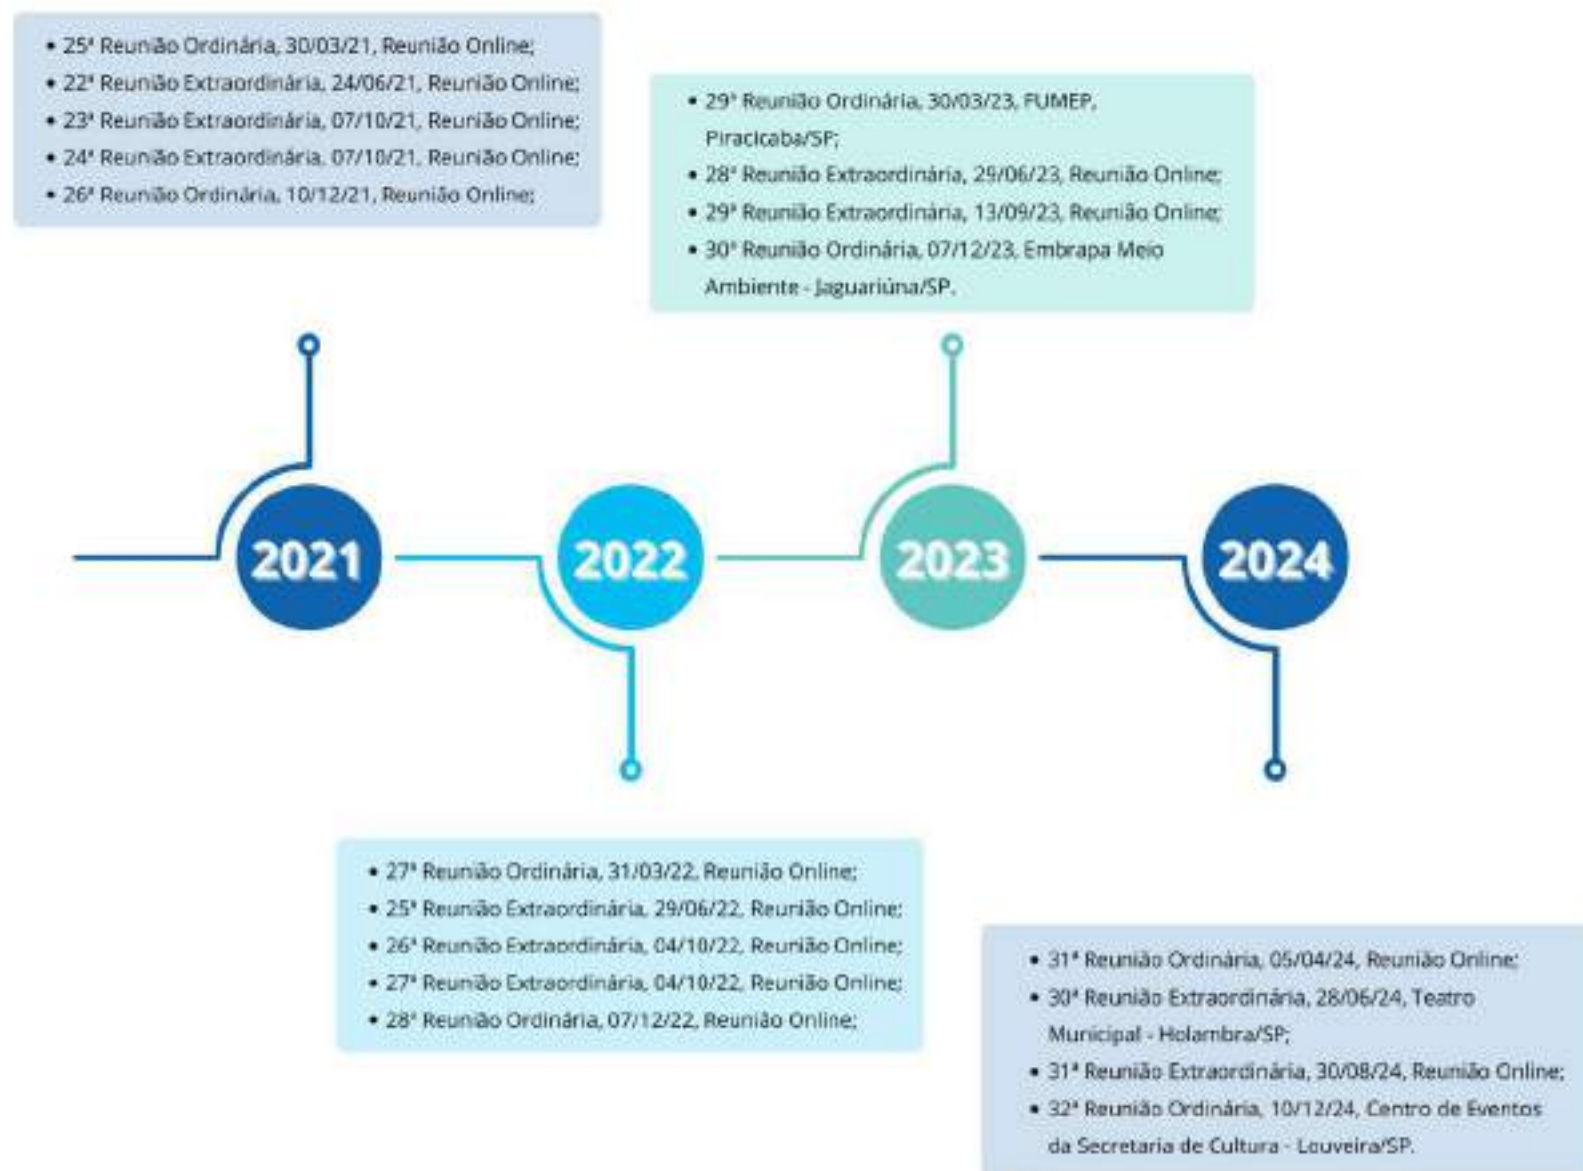 • 25ª Reunião Ordinária, 30/03/21, Reunião Online;
• 22ª Reunião Extraordinária, 24/06/21, Reunião Online;
• 23ª Reunião Extraordinária, 07/10/21, Reunião Online;
• 24ª Reunião Extraordinária, 07/10/21, Reunião Online;
• 26ª Reunião Ordinária, 10/12/21, Reunião Online;
• 29ª Reunião Ordinária, 30/03/23, FUMEP,
Piracicaba/SP;
• 28ª Reunião Extraordinária, 29/06/23, Reunião Online;
• 29ª Reunião Extraordinária, 13/09/23, Reunião Online;
• 30ª Reunião Ordinária, 07/12/23, Embrapa Meio
Ambiente - Jaguariúna/SP.
2021
2022
2023
2024
• 27ª Reunião Ordinária, 31/03/22, Reunião Online;
• 25ª Reunião Extraordinária, 29/06/22, Reunião Online;
• 26ª Reunião Extraordinária, 04/10/22, Reunião Online;
• 27ª Reunião Extraordinária, 04/10/22, Reunião Online;
• 28ª Reunião Ordinária, 07/12/22, Reunião Online;
• 31ª Reunião Ordinária, 05/04/24, Reunião Online;
• 30ª Reunião Extraordinária, 28/06/24, Teatro
Municipal - Holambra/SP;
• 31ª Reunião Extraordinária, 30/08/24, Reunião Online;
• 32ª Reunião Ordinária, 10/12/24, Centro de Eventos
da Secretaria de Cultura - Louveira/SP.